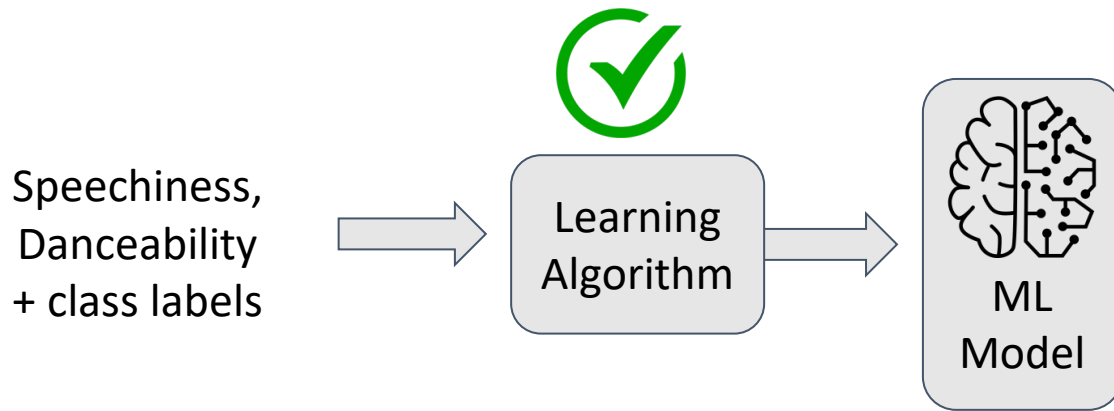 Speechiness,
Danceability
+ class labels
Learning
Algorithm
ML
Model